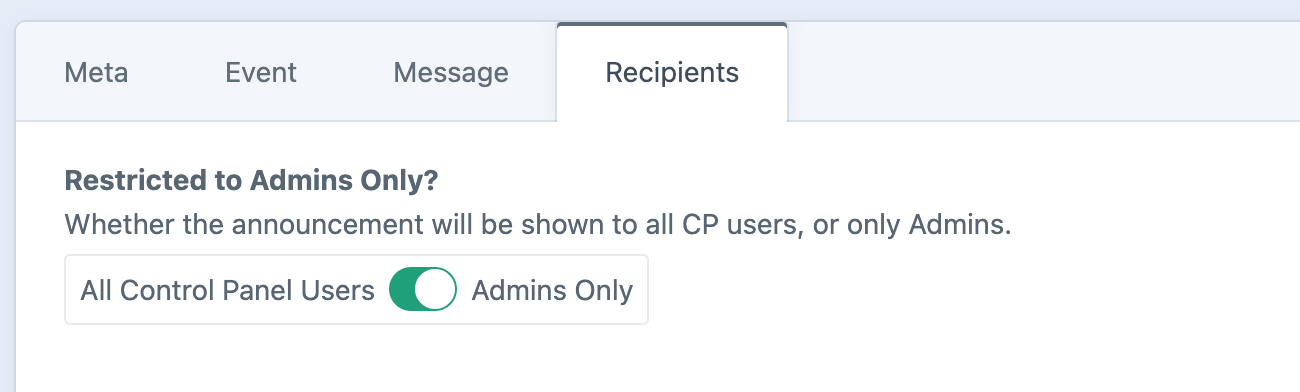 Meta Event Message Recipients
Restricted to Admins Only?
Whether the announcement will be shown to all CP users, or only Admins.
All Control Panel Users Admins Only